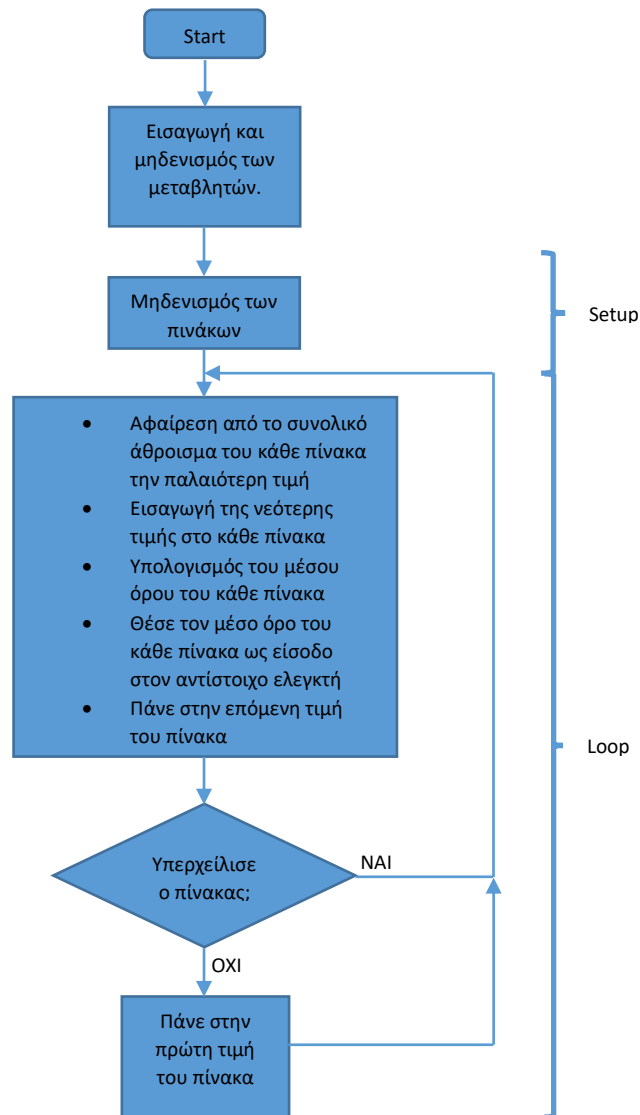 Start
Εισαγωγή και
μηδενισμός των
μεταβλητών.
Μηδενισμός των
πινάκων
Setup
• Αφαίρεση από το συνολικό
άθροισμα του κάθε πίνακα
την παλαιότερη τιμή
• Εισαγωγή της νεότερης
τιμής στο κάθε πίνακα
• Υπολογισμός του μέσου
όρου του κάθε πίνακα
• Θέσε τον μέσο όρο του
κάθε πίνακα ως είσοδο
στον αντίστοιχο ελεγκτή
• Πάνε στην επόμενη τιμή
του πίνακα
Loop
Υπερχείλισε
ο πίνακας;
ΝΑΙ
ΟΧΙ
Πάνε στην
πρώτη τιμή
του πίνακα